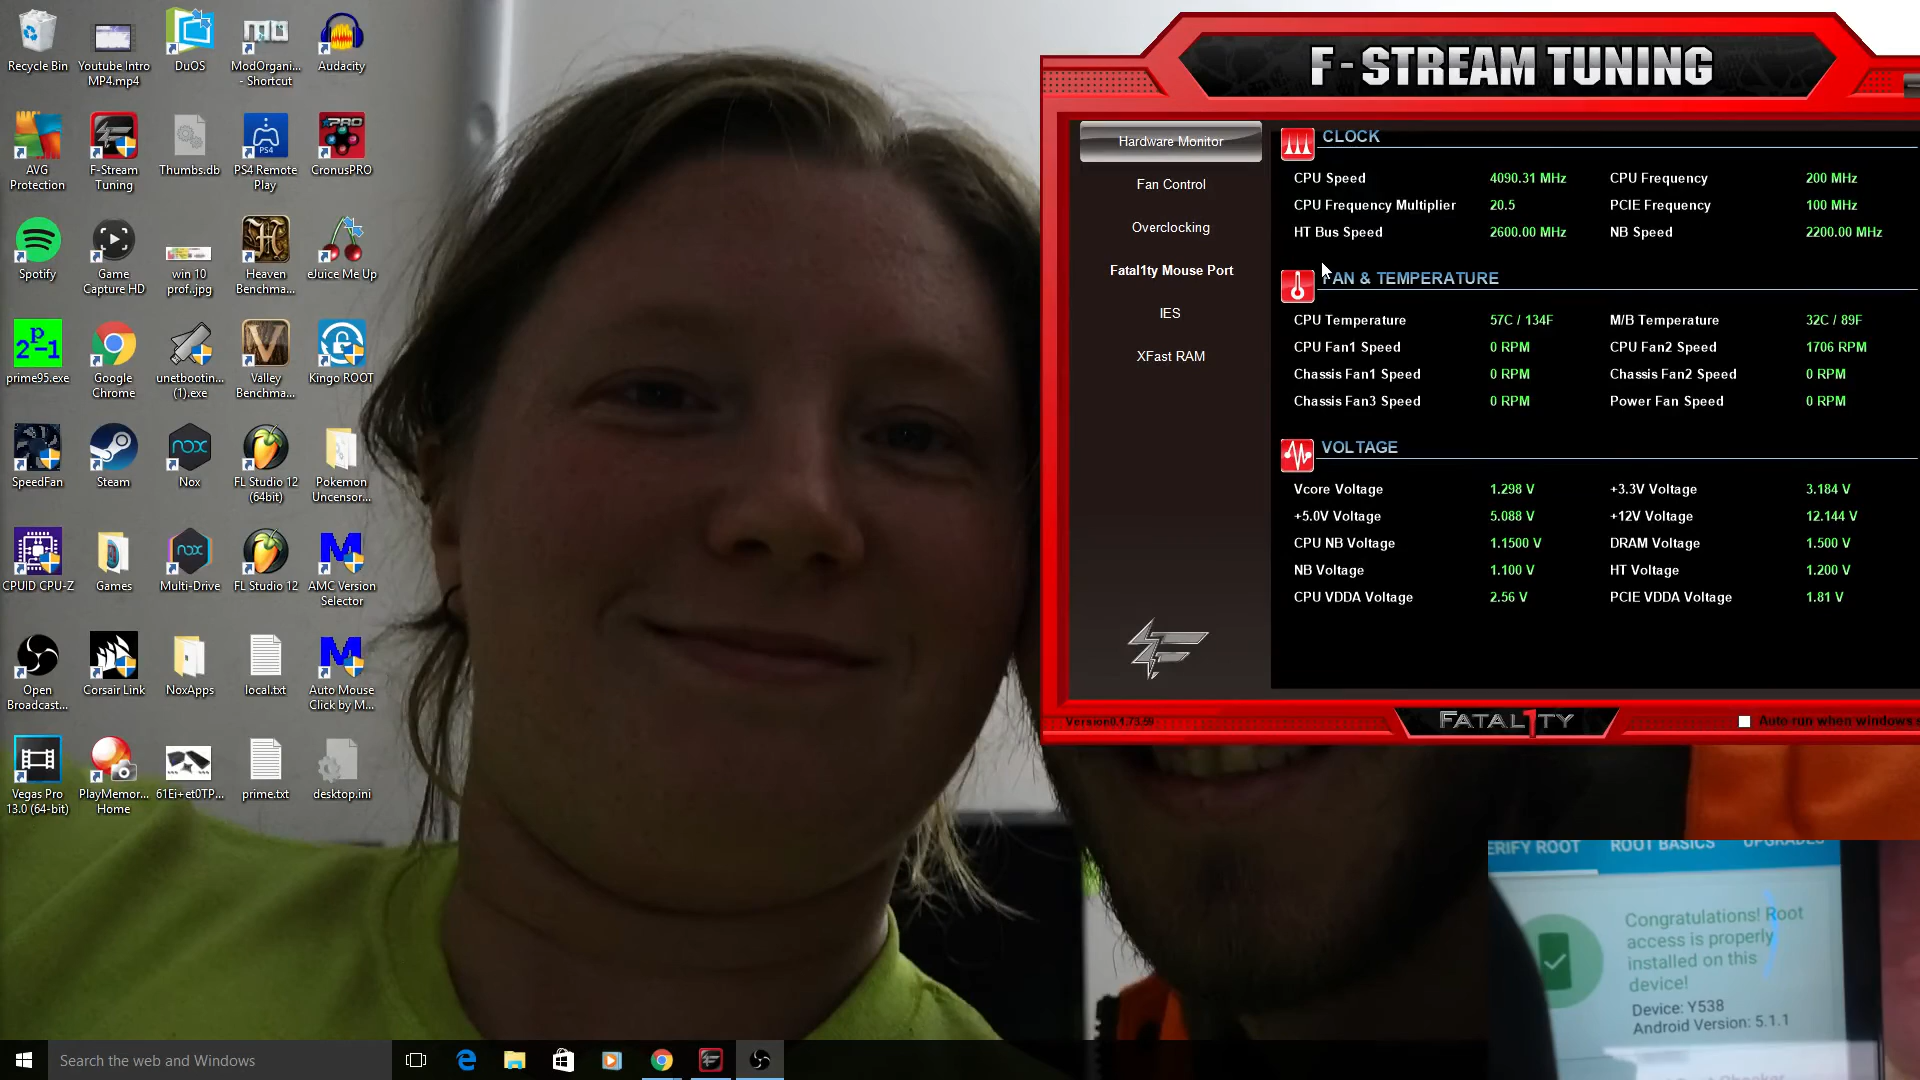 Recycle Bin
Youtube Intro
MP4.mp4
DuOS
ModOrgani...
- Shortcut
Audacity
AVG
Protection
F-Stream
Tuning
Thumbs.db
PS4 Remote
Play
CronusPRO
Spotify
Game
Capture HD
win 10
prof..jpg
Heaven
Benchma...
eJuice Me Up
prime95.exe
Google
Chrome
unetbootin...
(1).exe
Valley
Benchma...
Kingo ROOT
SpeedFan
Steam
Nox
FL Studio 12
(64bit)
Pokemon
Uncensor...
CPUID CPU-Z
Games
Multi-Drive
FL Studio 12
AMC Version
Selector
Open
Broadcast...
Corsair Link
NoxApps
local.txt
Auto Mouse
Click by M...
Vegas Pro
13.0 (64-bit)
PlayMemor...
Home
61Ei+et0TP...
prime.txt
desktop.ini
F-STREAM TUNING
Hardware Monitor
Fan Control
Overclocking
Fatal1ty Mouse Port
IES
XFast RAM
CLOCK
CPU Speed 4090.31 MHz CPU Frequency 200 MHz
CPU Frequency Multiplier 20.5 PCIE Frequency 100 MHz
HT Bus Speed 2600.00 MHz NB Speed 2200.00 MHz
FAN & TEMPERATURE
CPU Temperature 57C / 134F M/B Temperature 32C / 89F
CPU Fan1 Speed 0 RPM CPU Fan2 Speed 1706 RPM
Chassis Fan1 Speed 0 RPM Chassis Fan2 Speed 0 RPM
Chassis Fan3 Speed 0 RPM Power Fan Speed 0 RPM
VOLTAGE
Vcore Voltage 1.298 V +3.3V Voltage 3.184 V
+5.0V Voltage 5.088 V +12V Voltage 12.144 V
CPU NB Voltage 1.1500 V DRAM Voltage 1.500 V
NB Voltage 1.100 V HT Voltage 1.200 V
CPU VDDA Voltage 2.56 V PCIE VDDA Voltage 1.81 V
FATAL1TY
Auto-run when windows s
ERIFY ROOT ROOT BASICS UPGRADES
Congratulations! Root
access is properly
installed on this
device!
Device: Y538
Android Version: 5.1.1
Search the web and Windows